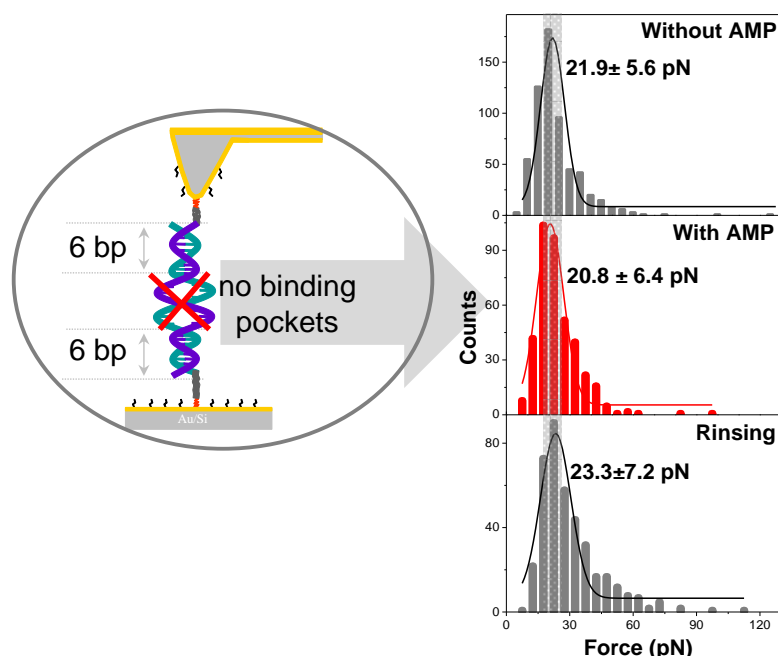 6 bp
6 bp
no binding
pockets
Au/Si
Without AMP
21.9± 5.6 pN
150
100
50
0
With AMP
20.8 ± 6.4 pN
90
60
30
0
Counts
Rinsing
23.3±7.2 pN
80
40
0
0 30 60 90 120
Force (pN)